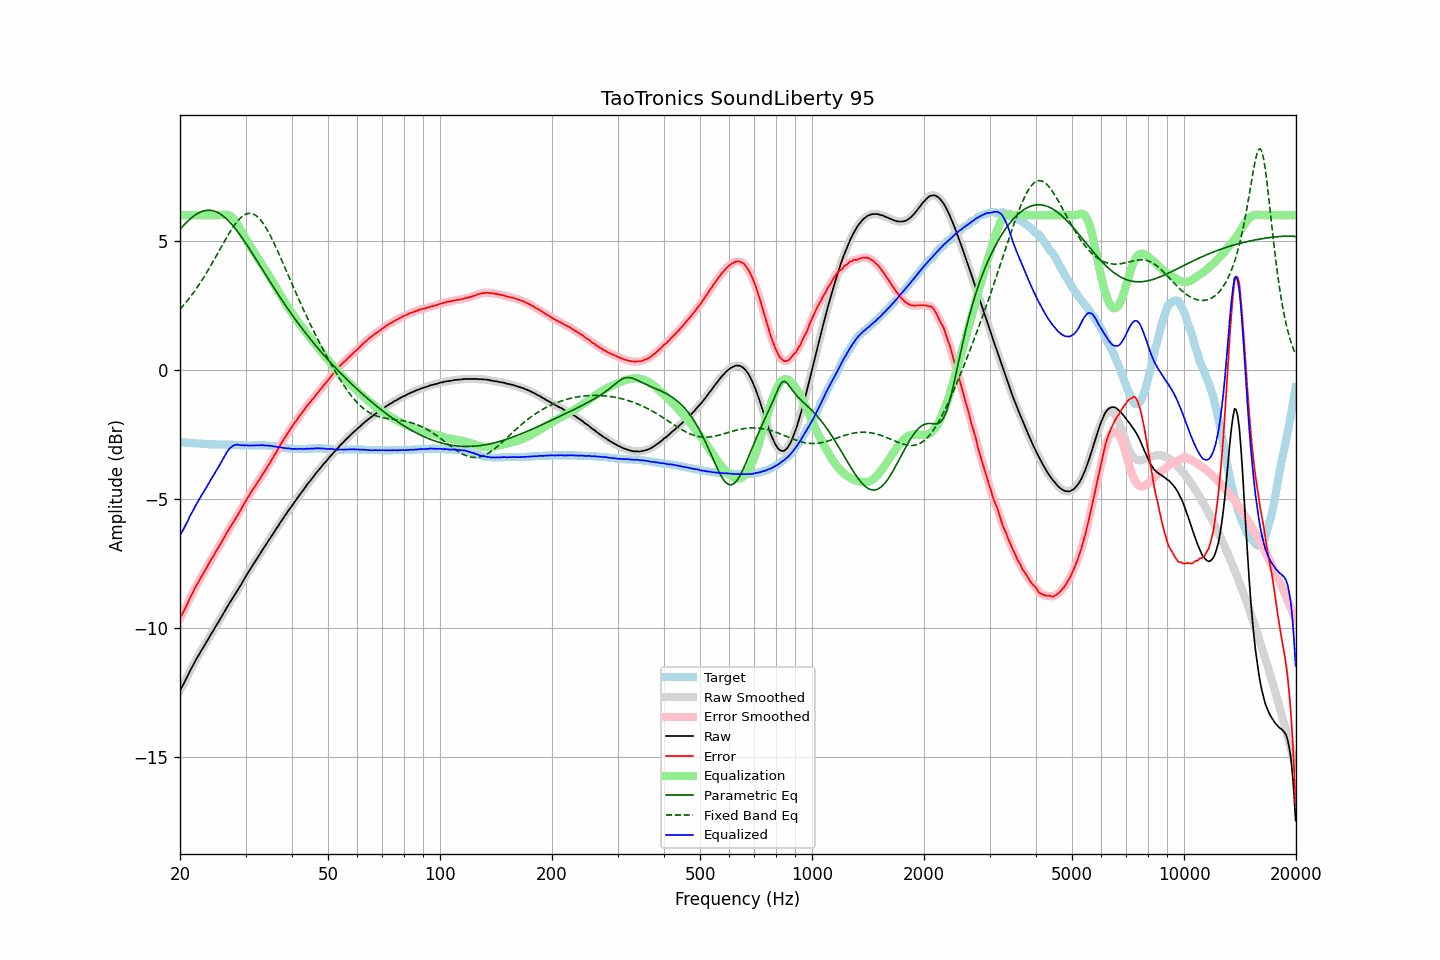 TaoTronics SoundLiberty 95
Amplitude (dBr)
5
0
−5
−10
−15
Target
Raw Smoothed
Error Smoothed
Raw
Error
Equalization
Parametric Eq
Fixed Band Eq
Equalized
20 50 100 200 500 1000 2000 5000 10000 20000
Frequency (Hz)